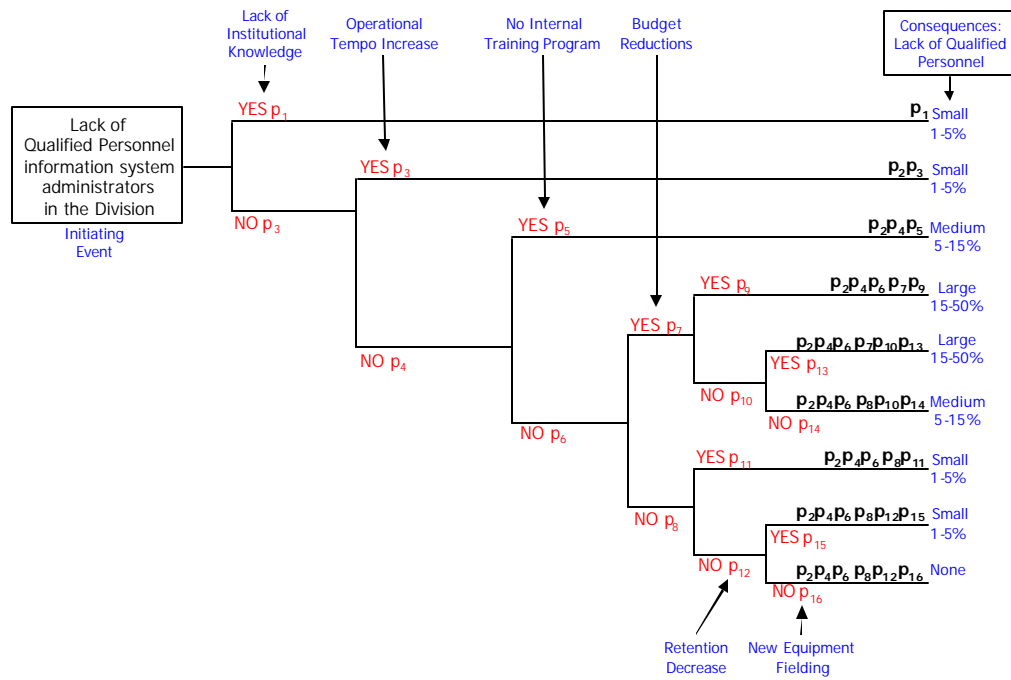 Lack of
Institutional
Knowledge
Operational
Tempo Increase
No Internal
Training Program
Budget
Reductions
Consequences:
Lack of Qualified
Personnel
Lack of
Qualified Personnel
information system
administrators
in the Division
Initiating
Event
YES p1
p1 Small
1-5%
YES p3
p2p3 Small
1-5%
NO p3
YES p5
p2p4p5 Medium
5-15%
YES p9
p2p4p6 p7p9 Large
15-50%
YES p7
NO p4
p2p4p6 p7p10p13 Large
15-50%
YES p13
NO p10
p2p4p6 p8p10p14 Medium
5-15%
NO p14
NO p6
YES p11
p2p4p6 p8p11 Small
1-5%
NO p8
p2p4p6 p8p12p15 Small
1-5%
YES p15
NO p12
p2p4p6 p8p12p16 None
NO p16
Retention
Decrease
New Equipment
Fielding